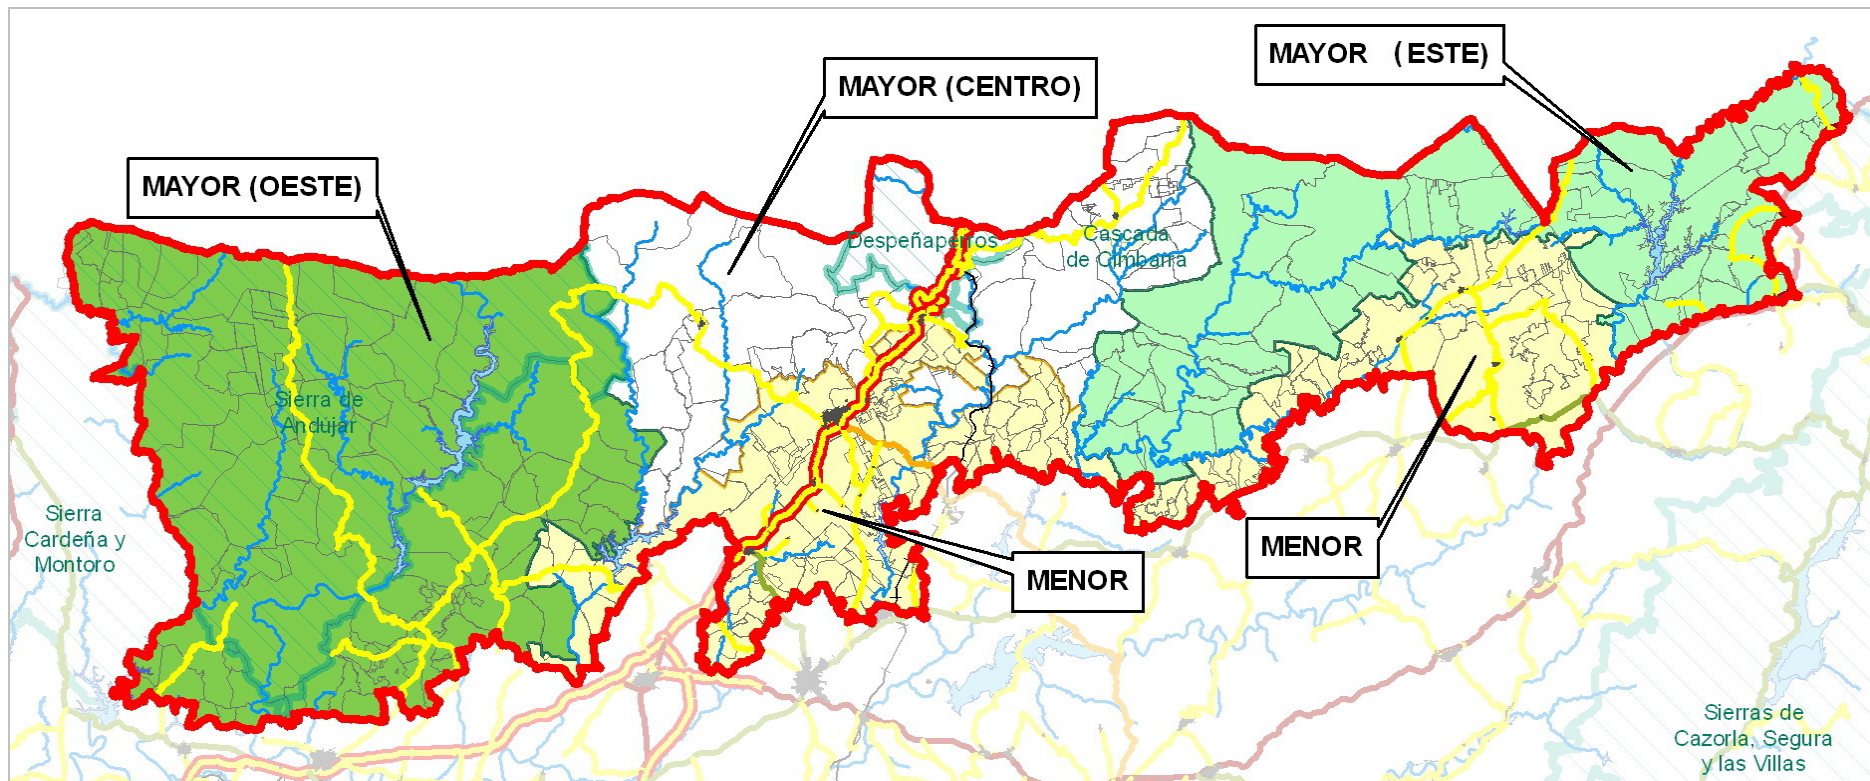 MAYOR (ESTE)
MAYOR (CENTRO)
MAYOR (OESTE)
Despeñaperros
Cascada
de Cimbarra
Sierra de
Andújar
Sierra
Cardeña y
Montoro
MENOR
MENOR
Sierras de
Cazorla, Segura
y las Villas